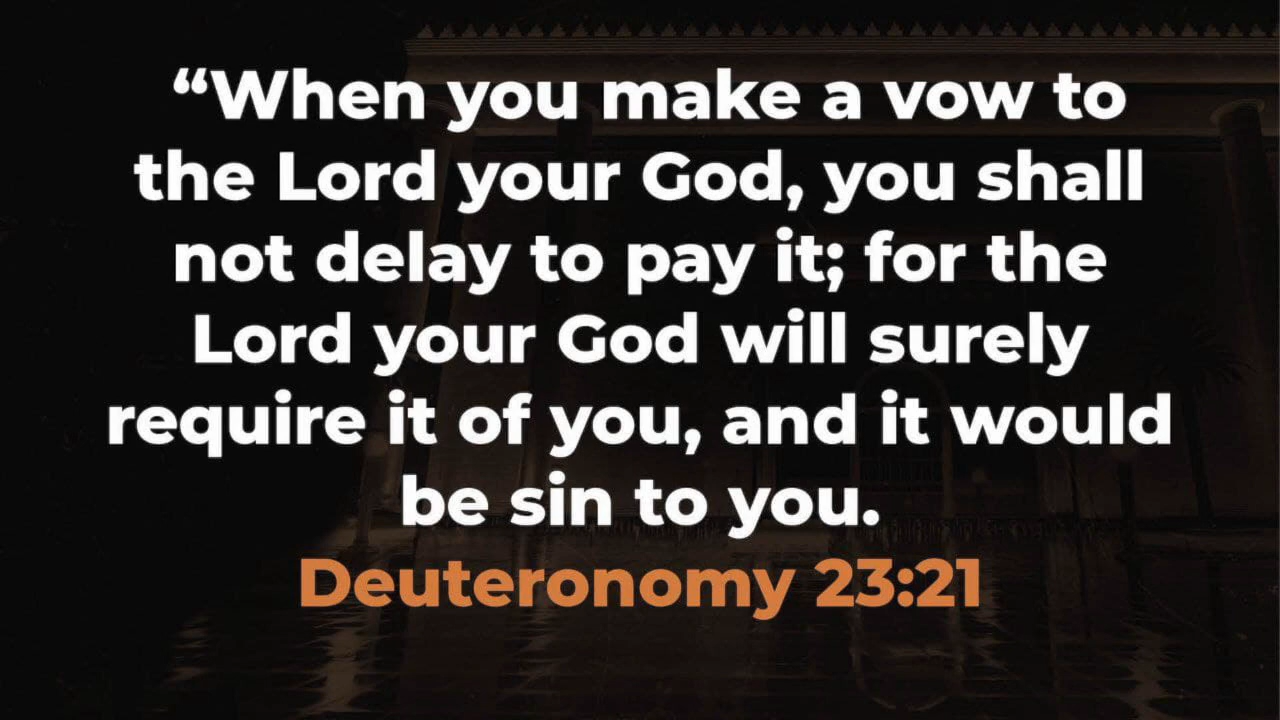 “When you make a vow to
the Lord your God, you shall
not delay to pay it; for the
Lord your God will surely
require it of you, and it would
be sin to you.
Deuteronomy 23:21